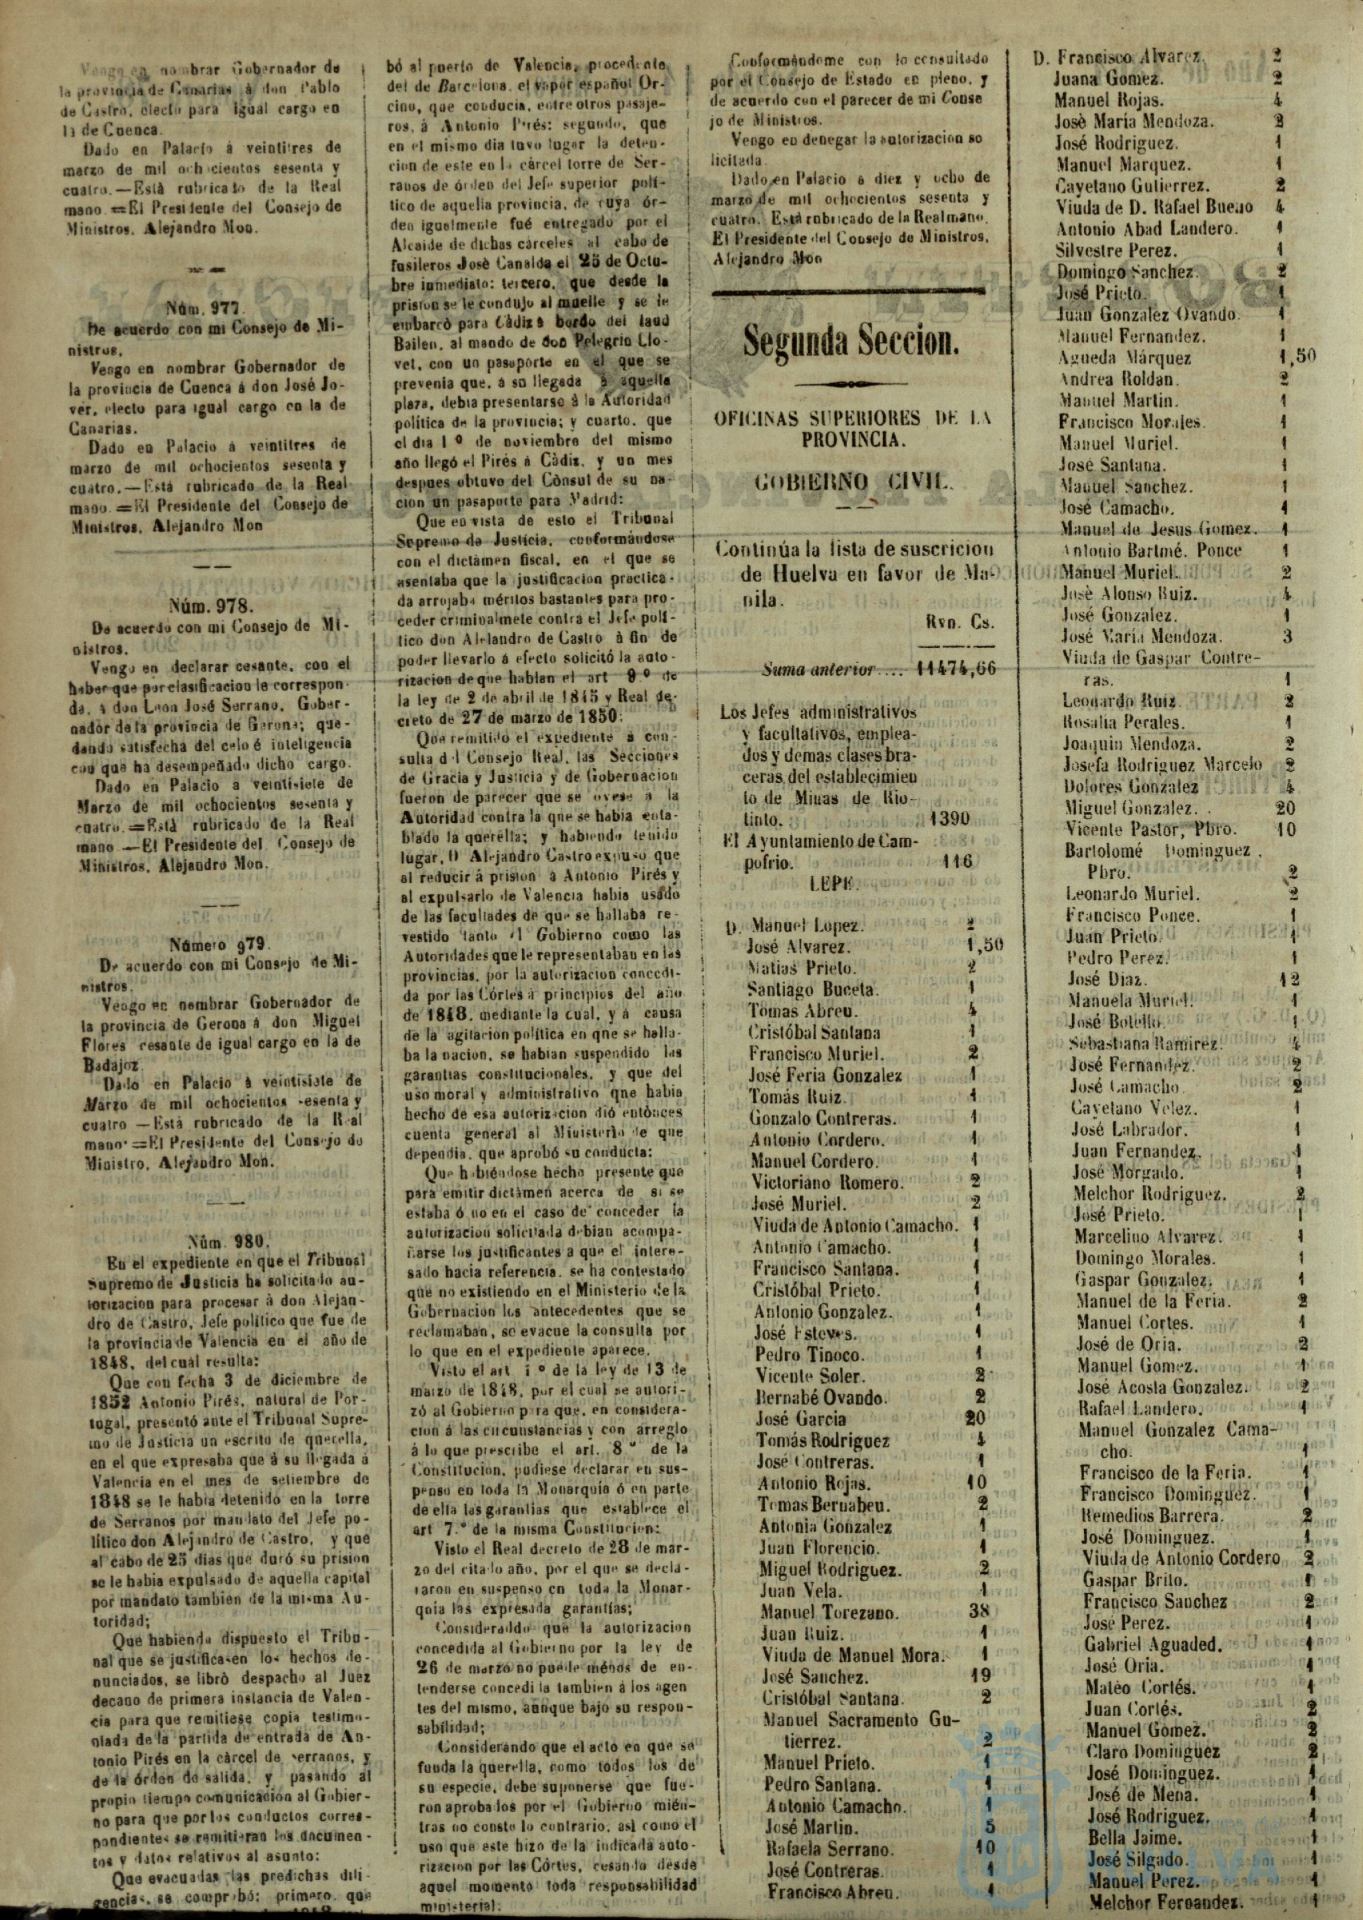 Vengo en nombrar Gobernador de
la provincia de Canarias á don Pablo
de Castro, electo para igual cargo en
la de Cuenca.
Dado en Palacio á veintitres de
marzo de mil ochocientos sesenta y
cuatro.—Está rubricado de la Real
mano.=El Presidente del Consejo de
Ministros, Alejandro Mon.
Núm. 977.
De acuerdo con mi Consejo de Mi-
nistros,
Vengo en nombrar Gobernador de
la provincia de Cuenca á don José Jo-
ver, electo para igual cargo en la de
Canarias.
Dado en Palacio á veintitres de
marzo de mil ochocientos sesenta y
cuatro.—Está rubricado de la Real
mano.=El Presidente del Consejo de
Ministros, Alejandro Mon
Núm. 978.
De acuerdo con mi Consejo de Mi-
nistros.
Vengo en declarar cesante, con el
haber que por clasificacion le correspon-
da, á don Leon José Serrano, Gober-
nador de la provincia de Gerona; que-
dando satisfecha del celo é inteligencia
con que ha desempeñado dicho cargo.
Dado en Palacio a veintisiete de
Marzo de mil ochocientos sesenta y
cuatro.=Está rubricado de la Real
mano —El Presidente del Consejo de
Ministros, Alejandro Mon.
Número 979.
De acuerdo con mi Consejo de Mi-
nistros,
Vengo en nombrar Gobernador de
la provincia de Gerona á don Miguel
Flores cesante de igual cargo en la de
Badajoz.
Dado en Palacio á veintisiete de
Marzo de mil ochocientos sesenta y
cuatro —Está rubricado de la Real
mano.=El Presidente del Consejo de
Ministro, Alejandro Mon.
Núm. 980.
En el expediente en que el Tribunal
Supremo de Justicia ha solicitado au-
torizacion para procesar á don Alejan-
dro de Castro, Jefe político que fue de
la provincia de Valencia en el año de
1848, del cual resulta:
Que con fecha 3 de diciembre de
1852 Antonio Pirés, natural de Por-
tugal, presentó ante el Tribunal Supre-
mo de Justicia un escrito de querella,
en el que expresaba que á su llegada á
Valencia en el mes de setiembre de
1848 se le habia detenido en la torre
de Serranos por mandato del Jefe po-
lítico don Alejandro de Castro, y que
al cabo de 25 dias que duró su prision
se le habia expulsado de aquella capital
por mandato tambien de la misma Au-
toridad;
Que habiendo dispuesto el Tribu-
nal que se justificasen los hechos de-
nunciados, se libró despacho al Juez
decano de primera instancia de Valen-
cia para que remitiese copia testimo-
niada de la partida de entrada de An-
tonio Pirés en la cárcel de serranos, y
de la órden de salida, y pasando al
propio tiempo comunicacion al Gobier-
no para que por los conductos corres-
pondientes se remitieran los documen-
tos y datos relativos al asunto:
Que evacuadas las predichas dili-
gencias, se comprobó: primero, que
bó al puerto de Valencia, procedente
del de Barcelona, el vapor español Or-
cino, que conducia, entre otros pasaje-
ros, á Antonio Pirés: segundo, que
en el mismo dia tuvo lugar la deten-
cion de este en la cárcel torre de Ser-
ranos de órden del Jefe superior polí-
tico de aquella provincia, de cuya ór-
den igualmente fué entregado por el
Alcaide de dichas cárceles al cabo de
fusileros José Canalda el 25 de Octu-
bre inmediato: tercero, que desde la
prision se le condujo al muelle y se le
embarcó para Cádiz á bordo del laud
Bailen, al mando de don Pelegrin Llo-
vet, con un pasaporte en el que se
prevenia que, á su llegada á aquella
plaza, debia presentarse á la Autoridad
política de la provincia; y cuarto, que
el dia 1º de noviembre del mismo
año llegó el Pirés á Cádiz, y un mes
despues obtuvo del Cónsul de su na-
cion un pasaporte para Madrid:
Que en vista de esto el Tribunal
Supremo de Justicia, conformándose
con el dictámen fiscal, en el que se
asentaba que la justificacion practica-
da arrojaba méritos bastantes para pro-
ceder criminalmete contra el Jefe polí-
tico don Alelandro de Castro á fin de
poder llevarlo á efecto solicitó la auto-
rizacion de que hablan el art 9º de
la ley de 2 de abril de 1845 y Real de-
creto de 27 de marzo de 1850:
Que remitido el expediente á con-
sulta del Consejo Real, las Secciones
de Gracia y Justicia y de Gobernacion
fueron de parecer que se oyese á la
Autoridad contra la que se habia enta-
blado la querella; y habiendo tenido
lugar, D Alejandro Castro expuso que
al reducir á prision á Antonio Pirés y
al expulsarlo de Valencia habia usado
de las facultades de que se hallaba re-
vestido tanto el Gobierno como las
Autoridades que le representaban en las
provincias, por la autorizacion concedi-
da por las Córtes á principios del año
de 1848, mediante la cual, y á causa
de la agitacion política en que se halla-
ba la nacion, se habian suspendido las
garantías constitucionales, y que del
uso moral y administrativo que habia
hecho de esa autorizacion dió entónces
cuenta general al Ministerio de que
dependia, que aprobó su conducta:
Que habiéndose hecho presente que
para emitir dictámen acerca de si se
estaba ó no en el caso de conceder la
autorizacion solicitada debian acompa-
ñarse los justificantes a que el intere-
sado hacia referencia, se ha contestado
que no existiendo en el Ministerio de la
Gobernacion los antecedentes que se
reclamaban, se evacue la consulta por
lo que en el expediente aparece.
Visto el art 1º de la ley de 13 de
marzo de 1848, por el cual se autori-
zó al Gobierno para que, en considera-
cion á las circunstancias y con arreglo
á lo que prescribe el art. 8º de la
Constitucion, pudiese declarar en sus-
penso en toda la Monarquía ó en parte
de ella las garantías que establece el
art 7.º de la misma Constitucion:
Visto el Real decreto de 28 de mar-
zo del citado año, por el que se decla-
raron en suspenso en toda la Monar-
quia las expresada garantías;
Consideraddo que la autorizacion
concedida al Gobierno por la ley de
26 de marzo no puede ménos de en-
tenderse concedida tambien á los agen
tes del mismo, aunque bajo su respon-
sabilidad;
Considerando que el acto en que se
funda la querella, como todos los de
su especie, debe suponerse que fue-
ron aprobados por el Gobierno mién-
tras no conste lo contrario, así como el
uso que este hizo de la indicada auto-
rizacion por las Córtes, cesando desde
aquel momento toda responsabilidad
ministerial:
Conformándome con lo consultado
por el Consejo de Estado en pleno, y
de acuerdo con el parecer de mi Conse
jo de Ministros.
Vengo en denegar la autorizacion so
licitada.
Dado en Palacio á diez y ocho de
marzo de mil ochocientos sesenta y
cuatro. Está rubricado de la Real mano.
El Presidente del Consejo de Ministros,
Alejandro Mon
Segunda Seccion.
OFICINAS SUPERIORES DE LA
PROVINCIA.
GOBIERNO CIVIL.
Continúa la lista de suscricion
de Huelva en favor de Ma-
nila.
Rvn. Cs.
Suma anterior.... 11474,66
Los Jefes administrativos
y facultativos, emplea-
dos y demas clases bra-
ceras del establecimien
to de Minas de Rio-
tinto. 1390
El Ayuntamiento de Cam-
pofrio. 116
LEPE.
D. Manuel Lopez. 2
José Alvarez. 1,50
Matias Prieto. 2
Santiago Buceta. 1
Tomas Abreu. 4
Cristóbal Santana 1
Francisco Muriel. 2
José Feria Gonzalez 1
Tomás Ruiz. 1
Gonzalo Contreras. 1
Antonio Cordero. 1
Manuel Cordero. 1
Victoriano Romero. 2
José Muriel. 2
Viuda de Antonio Camacho. 1
Antonio Camacho. 1
Francisco Santana. 1
Cristóbal Prieto. 1
Antonio Gonzalez. 1
José Esteves. 1
Pedro Tinoco. 1
Vicente Soler. 2
Bernabé Ovando. 2
José Garcia 20
Tomás Rodriguez 4
José Contreras. 1
Antonio Rojas. 10
Tomas Bernabeu. 2
Antonia Gonzalez 1
Juan Florencio. 1
Miguel Rodriguez. 2
Juan Vela. 1
Manuel Torezano. 38
Juan Ruiz. 1
Viuda de Manuel Mora. 1
José Sanchez. 19
Cristóbal Santana. 2
Manuel Sacramento Gu-
tierrez. 2
Manuel Prieto. 1
Pedro Santana. 1
Antonio Camacho. 1
José Martin. 5
Rafaela Serrano. 10
José Contreras. 1
Francisco Abreu. 1
D. Francisco Alvarez. 2
Juana Gomez. 2
Manuel Rojas. 4
José Maria Mendoza. 2
José Rodriguez. 1
Manuel Marquez. 1
Cayetano Gutierrez. 2
Viuda de D. Rafael Bueno 4
Antonio Abad Landero. 1
Silvestre Perez. 1
Domingo Sanchez. 2
José Prieto. 1
Juan Gonzalez Ovando. 1
Manuel Fernandez. 1
Agueda Márquez 1,50
Andrea Roldan. 2
Manuel Martin. 1
Francisco Morales. 1
Manuel Muriel. 1
José Santana. 1
Manuel Sanchez. 1
José Camacho. 1
Manuel de Jesus Gomez. 1
Antonio Bartmé. Ponce 1
Manuel Muriel. 2
José Alonso Ruiz. 4
José Gonzalez. 1
José Maria Mendoza. 3
Viuda de Gaspar Contre-
ras. 1
Leonardo Ruiz. 2
Rosalia Perales. 1
Joaquin Mendoza. 2
Josefa Rodriguez Marcelo 2
Dolores Gonzalez 4
Miguel Gonzalez. . 20
Vicente Pastor, Pbro. 10
Bartolomé Dominguez,
Pbro. 2
Leonardo Muriel. 2
Francisco Ponce. 1
Juan Prieto. 1
Pedro Perez. 1
José Diaz. 12
Manuela Muriel. 1
José Botello. 1
Sebastiana Ramirez. 4
José Fernandez. 2
José Camacho 2
Cayetano Velez. 1
José Labrador. 1
Juan Fernandez. 1
José Morgado. 1
Melchor Rodriguez. 2
José Prieto. 1
Marcelino Alvarez. 1
Domingo Morales. 1
Gaspar Gonzalez. 1
Manuel de la Feria. 2
Manuel Cortes. 1
José de Oria. 2
Manuel Gomez. 1
José Acosta Gonzalez. 2
Rafael Landero. 1
Manuel Gonzalez Cama-
cho. 1
Francisco de la Feria. 1
Francisco Dominguez. 1
Remedios Barrera. 2
José Dominguez. 1
Viuda de Antonio Cordero 2
Gaspar Brito. 1
Francisco Sanchez 2
José Perez. 1
Gabriel Aguaded. 1
José Oria. 1
Mateo Cortés. 1
Juan Cortés. 2
Manuel Gomez. 2
Claro Dominguez 2
José Dominguez. 1
José de Mena. 1
José Rodriguez. 1
Bella Jaime. 1
José Silgado. 1
Manuel Perez. 1
Melchor Fernandez. 1